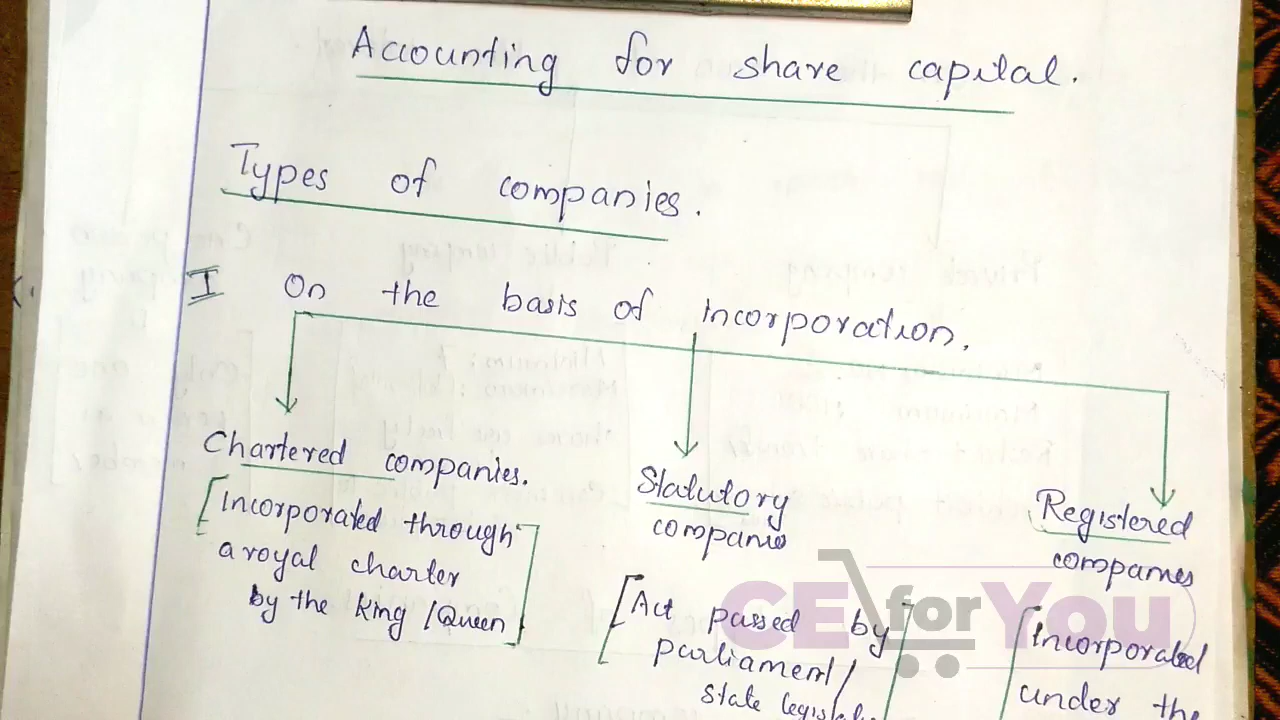 Accounting for share capital.
Types of companies.
I On the basis of incorporation.
Chartered companies.
[Incorporated through
a royal charter
by the King / Queen]
Statutory
companies
[Act passed by
parliament /
state
Registered
companies
[Incorporated
under the
CE for You